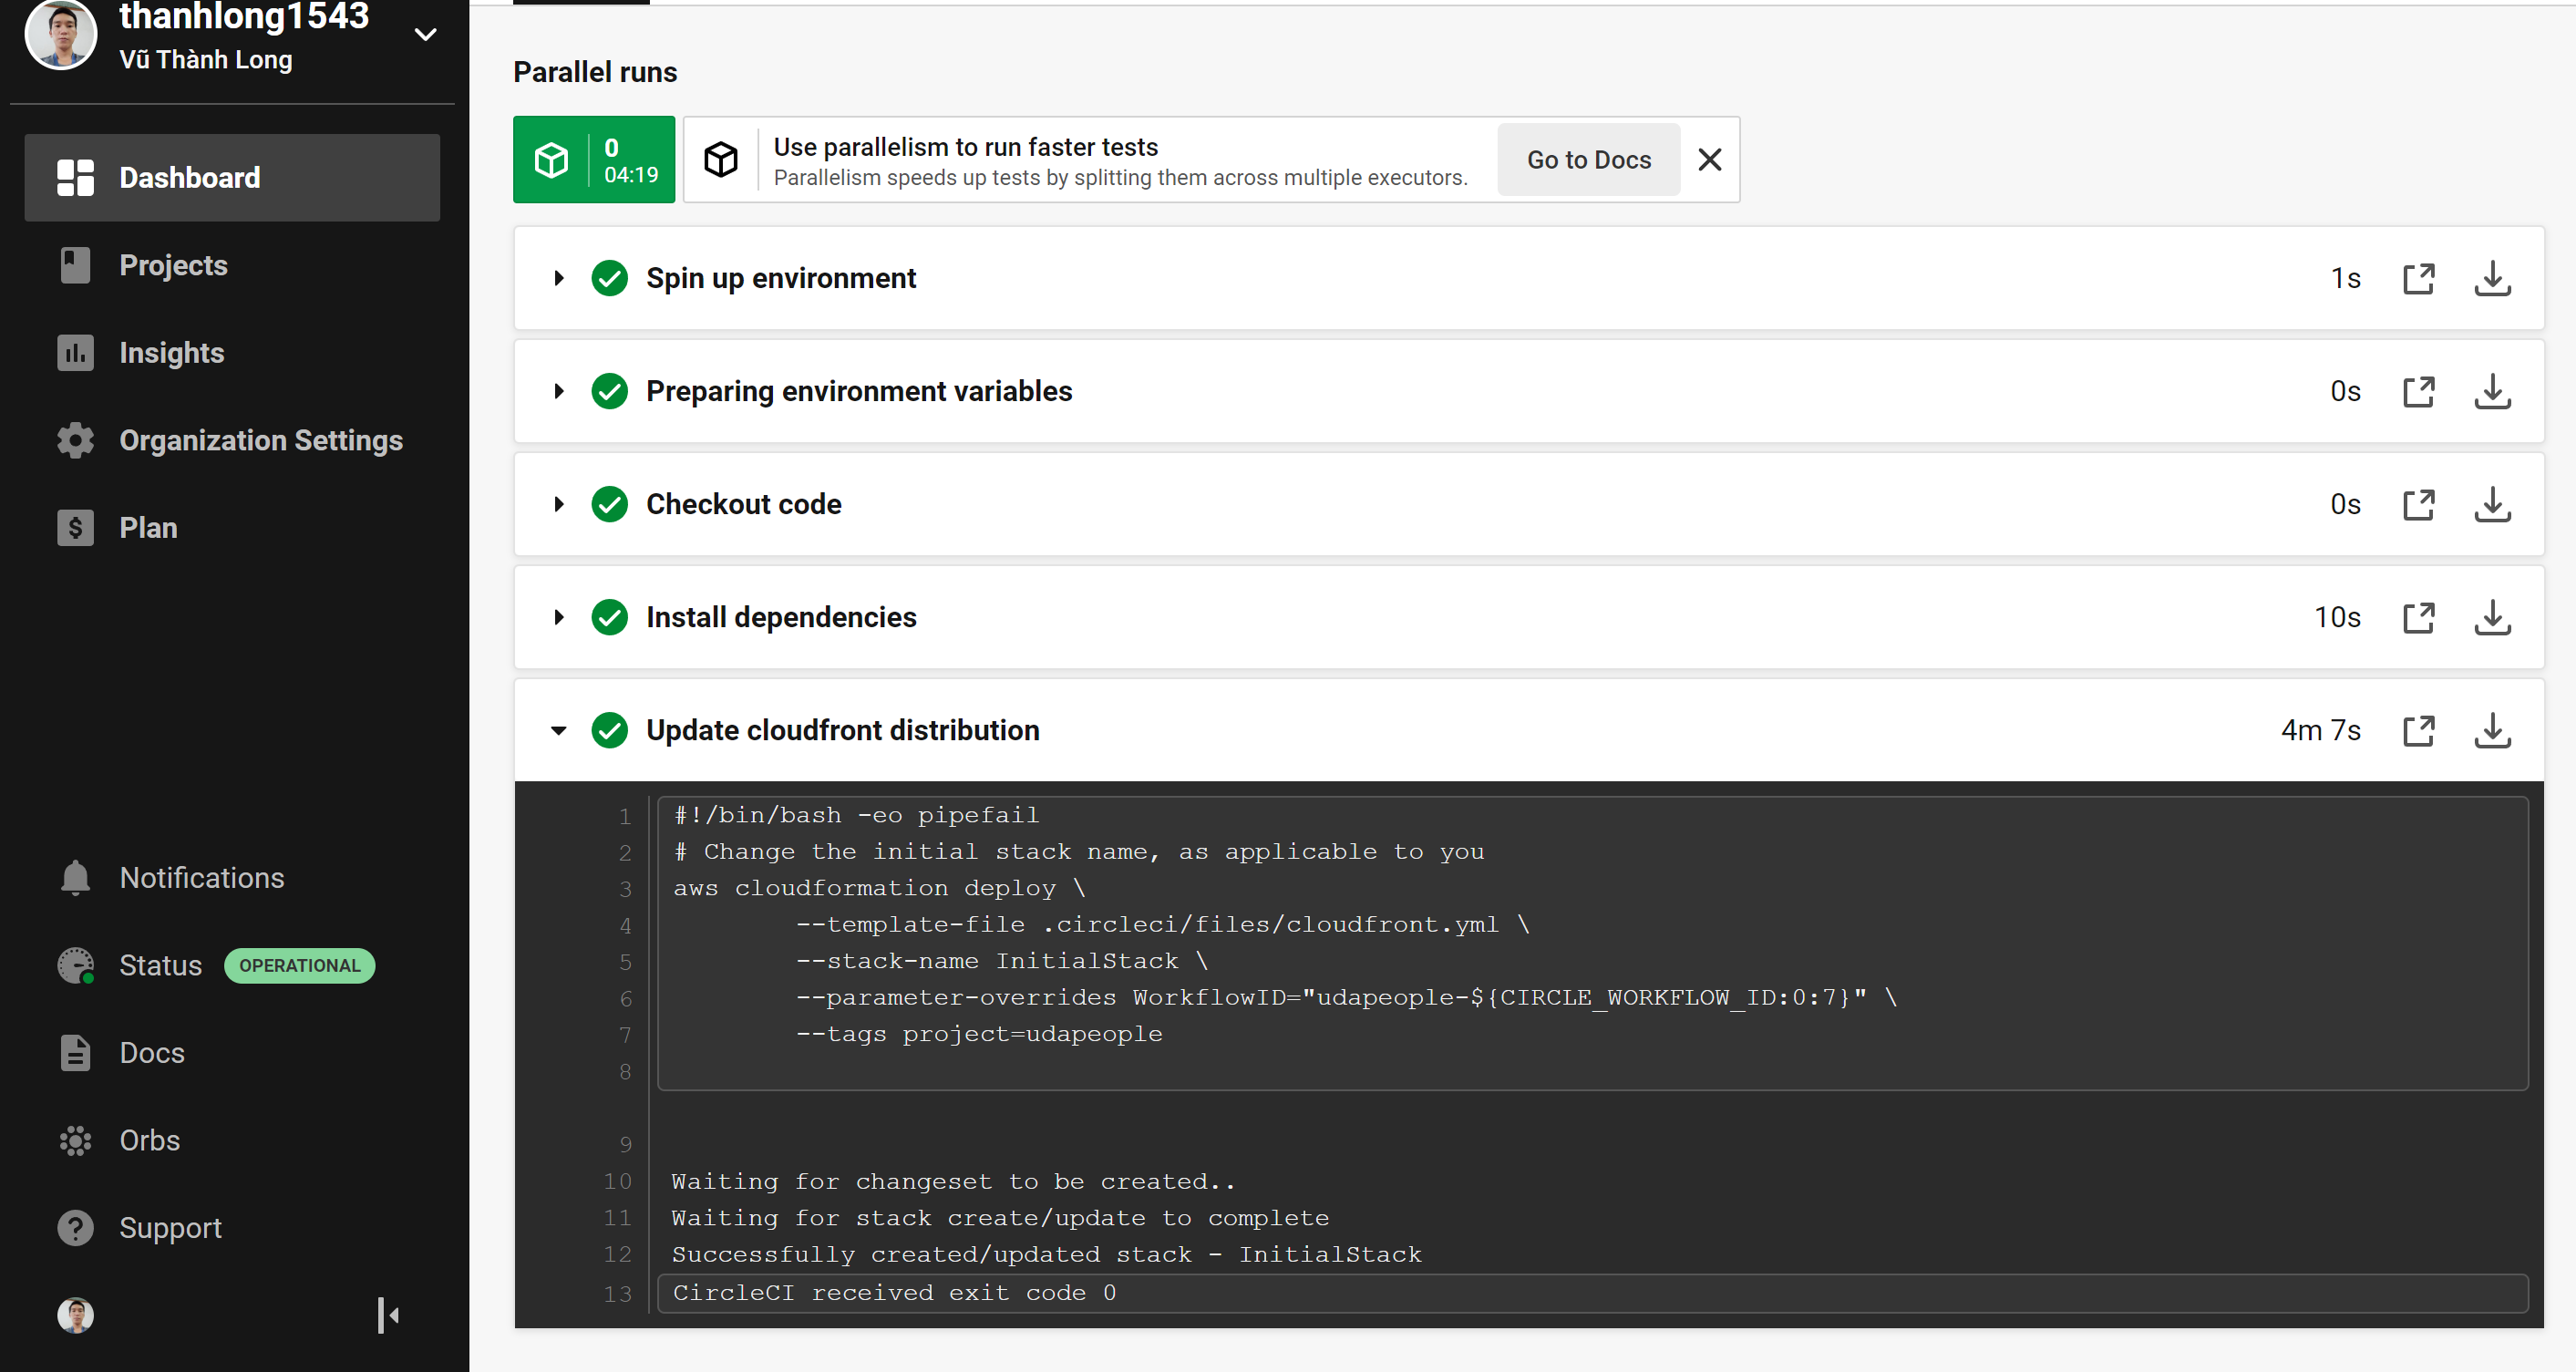 thanhlong1543
Vũ Thành Long
Dashboard
Projects
Insights
Organization Settings
Plan
Notifications
Status OPERATIONAL
Docs
Orbs
Support
Parallel runs
0
04:19
Use parallelism to run faster tests
Parallelism speeds up tests by splitting them across multiple executors.
Go to Docs
Spin up environment 1s
Preparing environment variables 0s
Checkout code 0s
Install dependencies 10s
Update cloudfront distribution 4m 7s
1 #!/bin/bash -eo pipefail
2 # Change the initial stack name, as applicable to you
3 aws cloudformation deploy \
4 --template-file .circleci/files/cloudfront.yml \
5 --stack-name InitialStack \
6 --parameter-overrides WorkflowID="udapeople-${CIRCLE_WORKFLOW_ID:0:7}" \
7 --tags project=udapeople
8
9
10 Waiting for changeset to be created..
11 Waiting for stack create/update to complete
12 Successfully created/updated stack - InitialStack
13 CircleCI received exit code 0